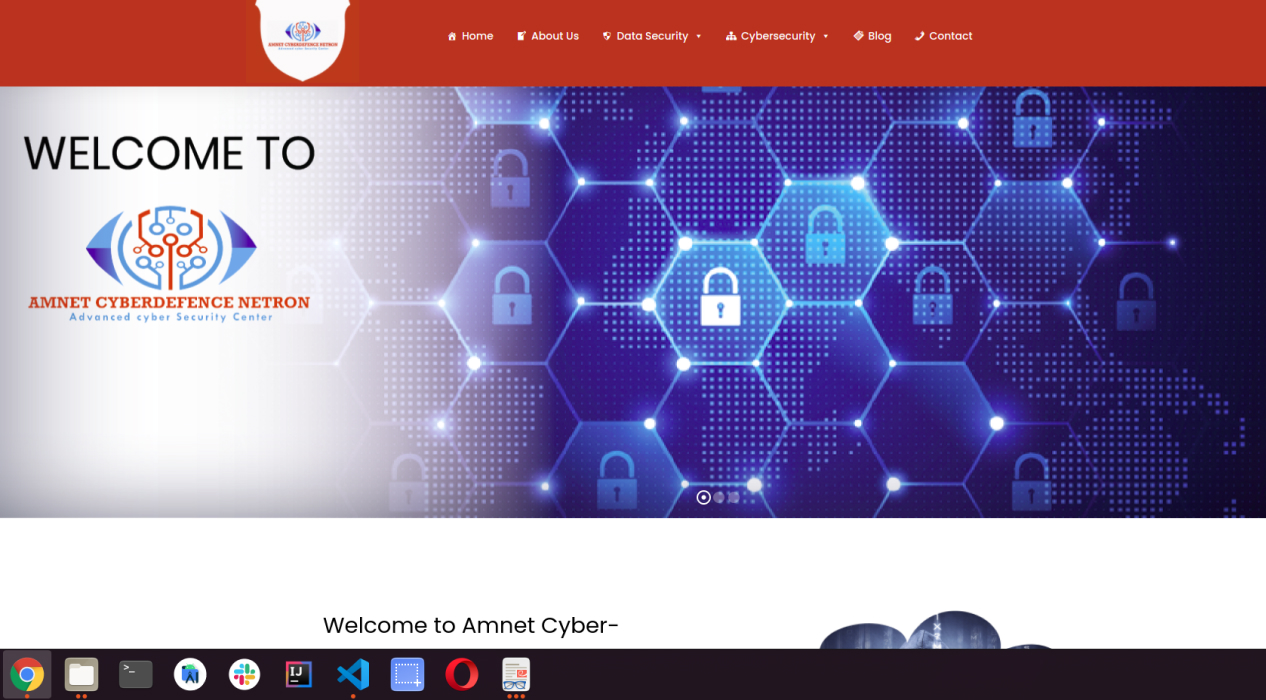 AMNET CYBERDEFENCE NETRON
Advanced cyber Security Center
Home About Us Data Security Cybersecurity Blog Contact
WELCOME TO
AMNET CYBERDEFENCE NETRON
Advanced cyber Security Center
Welcome to Amnet Cyber-
>_
IJ